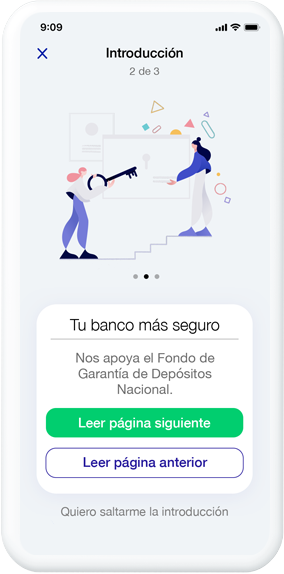 9:09
Introducción
2 de 3
Tu banco más seguro
Nos apoya el Fondo de
Garantía de Depósitos
Nacional.
Leer página siguiente
Leer página anterior
Quiero saltarme la introducción